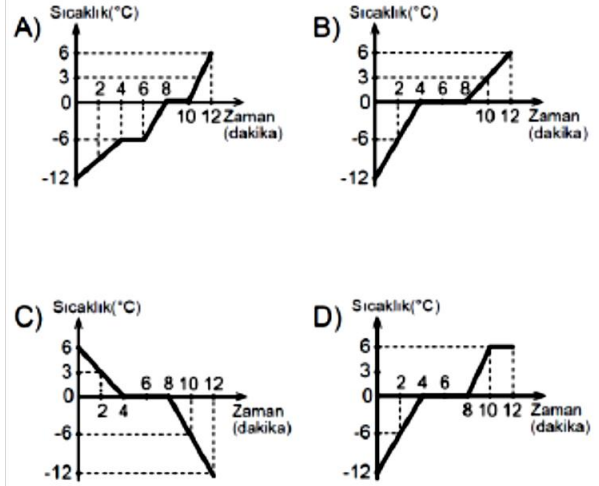 A) Sıcaklık(°C)
6
3
2 4 6 8
0
10 12 Zaman
(dakika)
-6
-12
B) Sıcaklık(°C)
6
3
2 4 6 8
0
10 12 Zaman
(dakika)
-6
-12
C) Sıcaklık(°C)
6
3
6 8 10 12
0
2 4 Zaman
(dakika)
-6
-12
D) Sıcaklık(°C)
6
3
2 4 6
0
8 10 12 Zaman
(dakika)
-6
-12